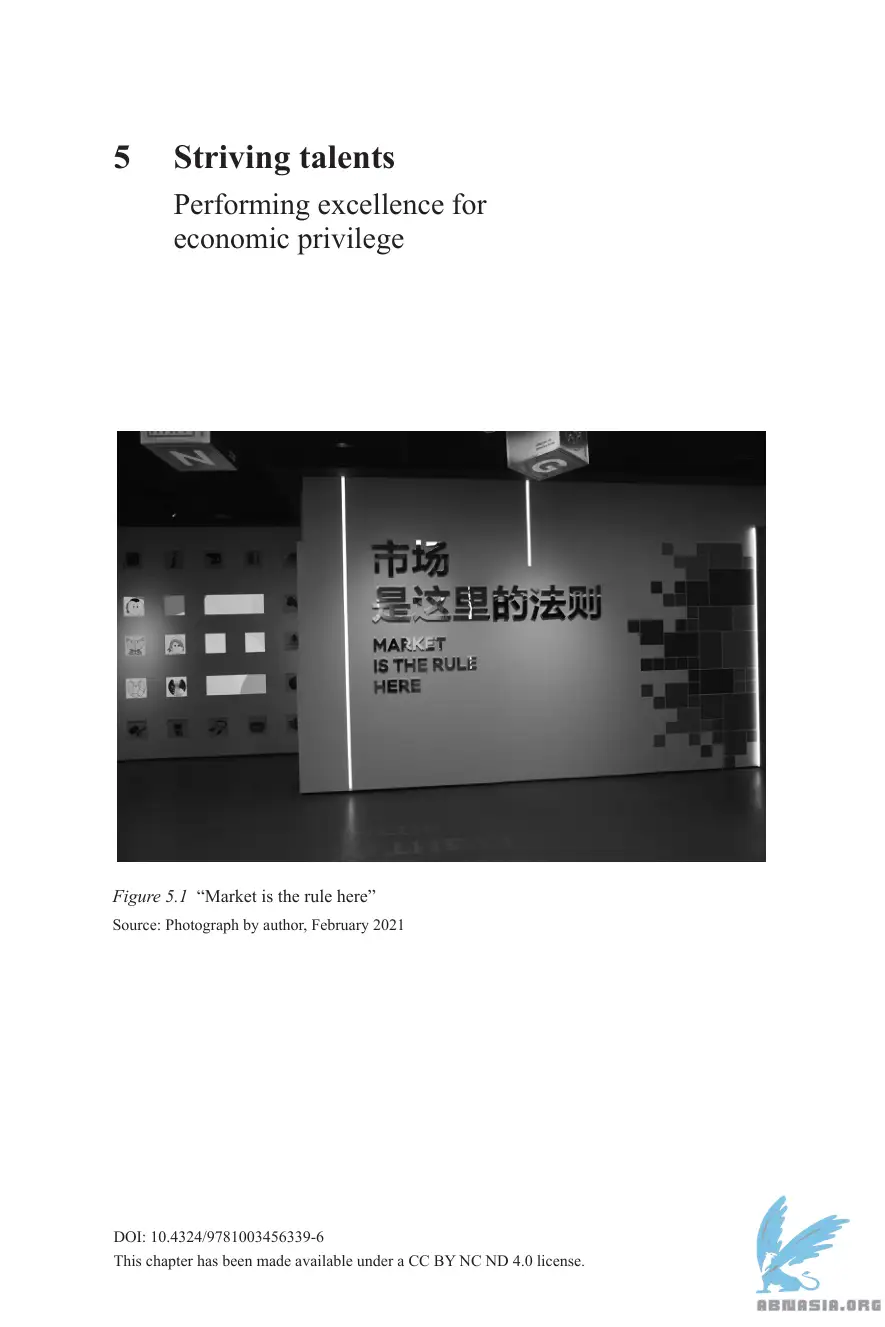 5 Striving talents
Performing excellence for
economic privilege
N
G
市场
是这里的法则
MARKET
IS THE RULE
HERE
Figure 5.1 “Market is the rule here”
Source: Photograph by author, February 2021
DOI: 10.4324/9781003456339-6
This chapter has been made available under a CC BY NC ND 4.0 license.
ABNASIA.ORG